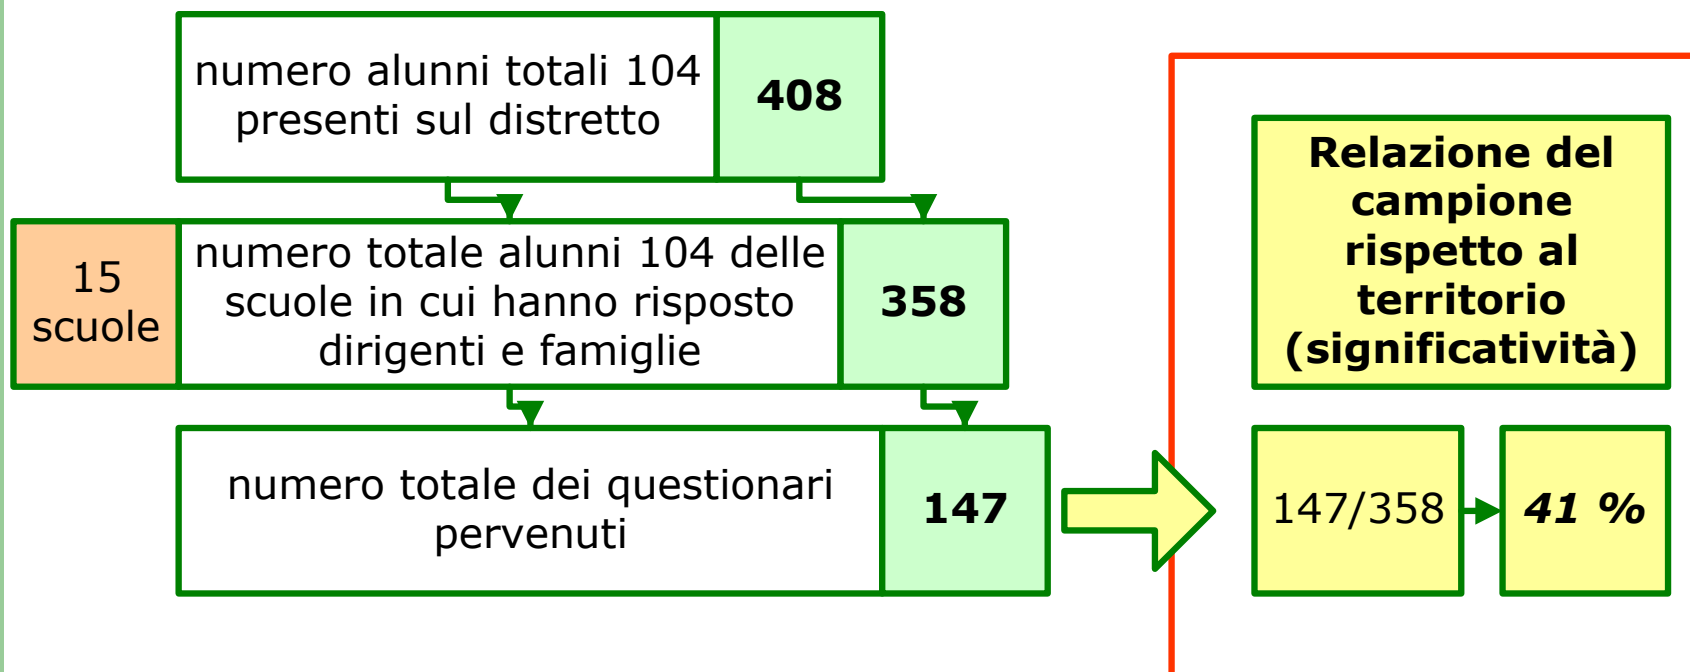 numero alunni totali 104
presenti sul distretto
408
15
scuole
numero totale alunni 104 delle
scuole in cui hanno risposto
dirigenti e famiglie
358
numero totale dei questionari
pervenuti
147
Relazione del
campione
rispetto al
territorio
(significatività)
147/358
41 %